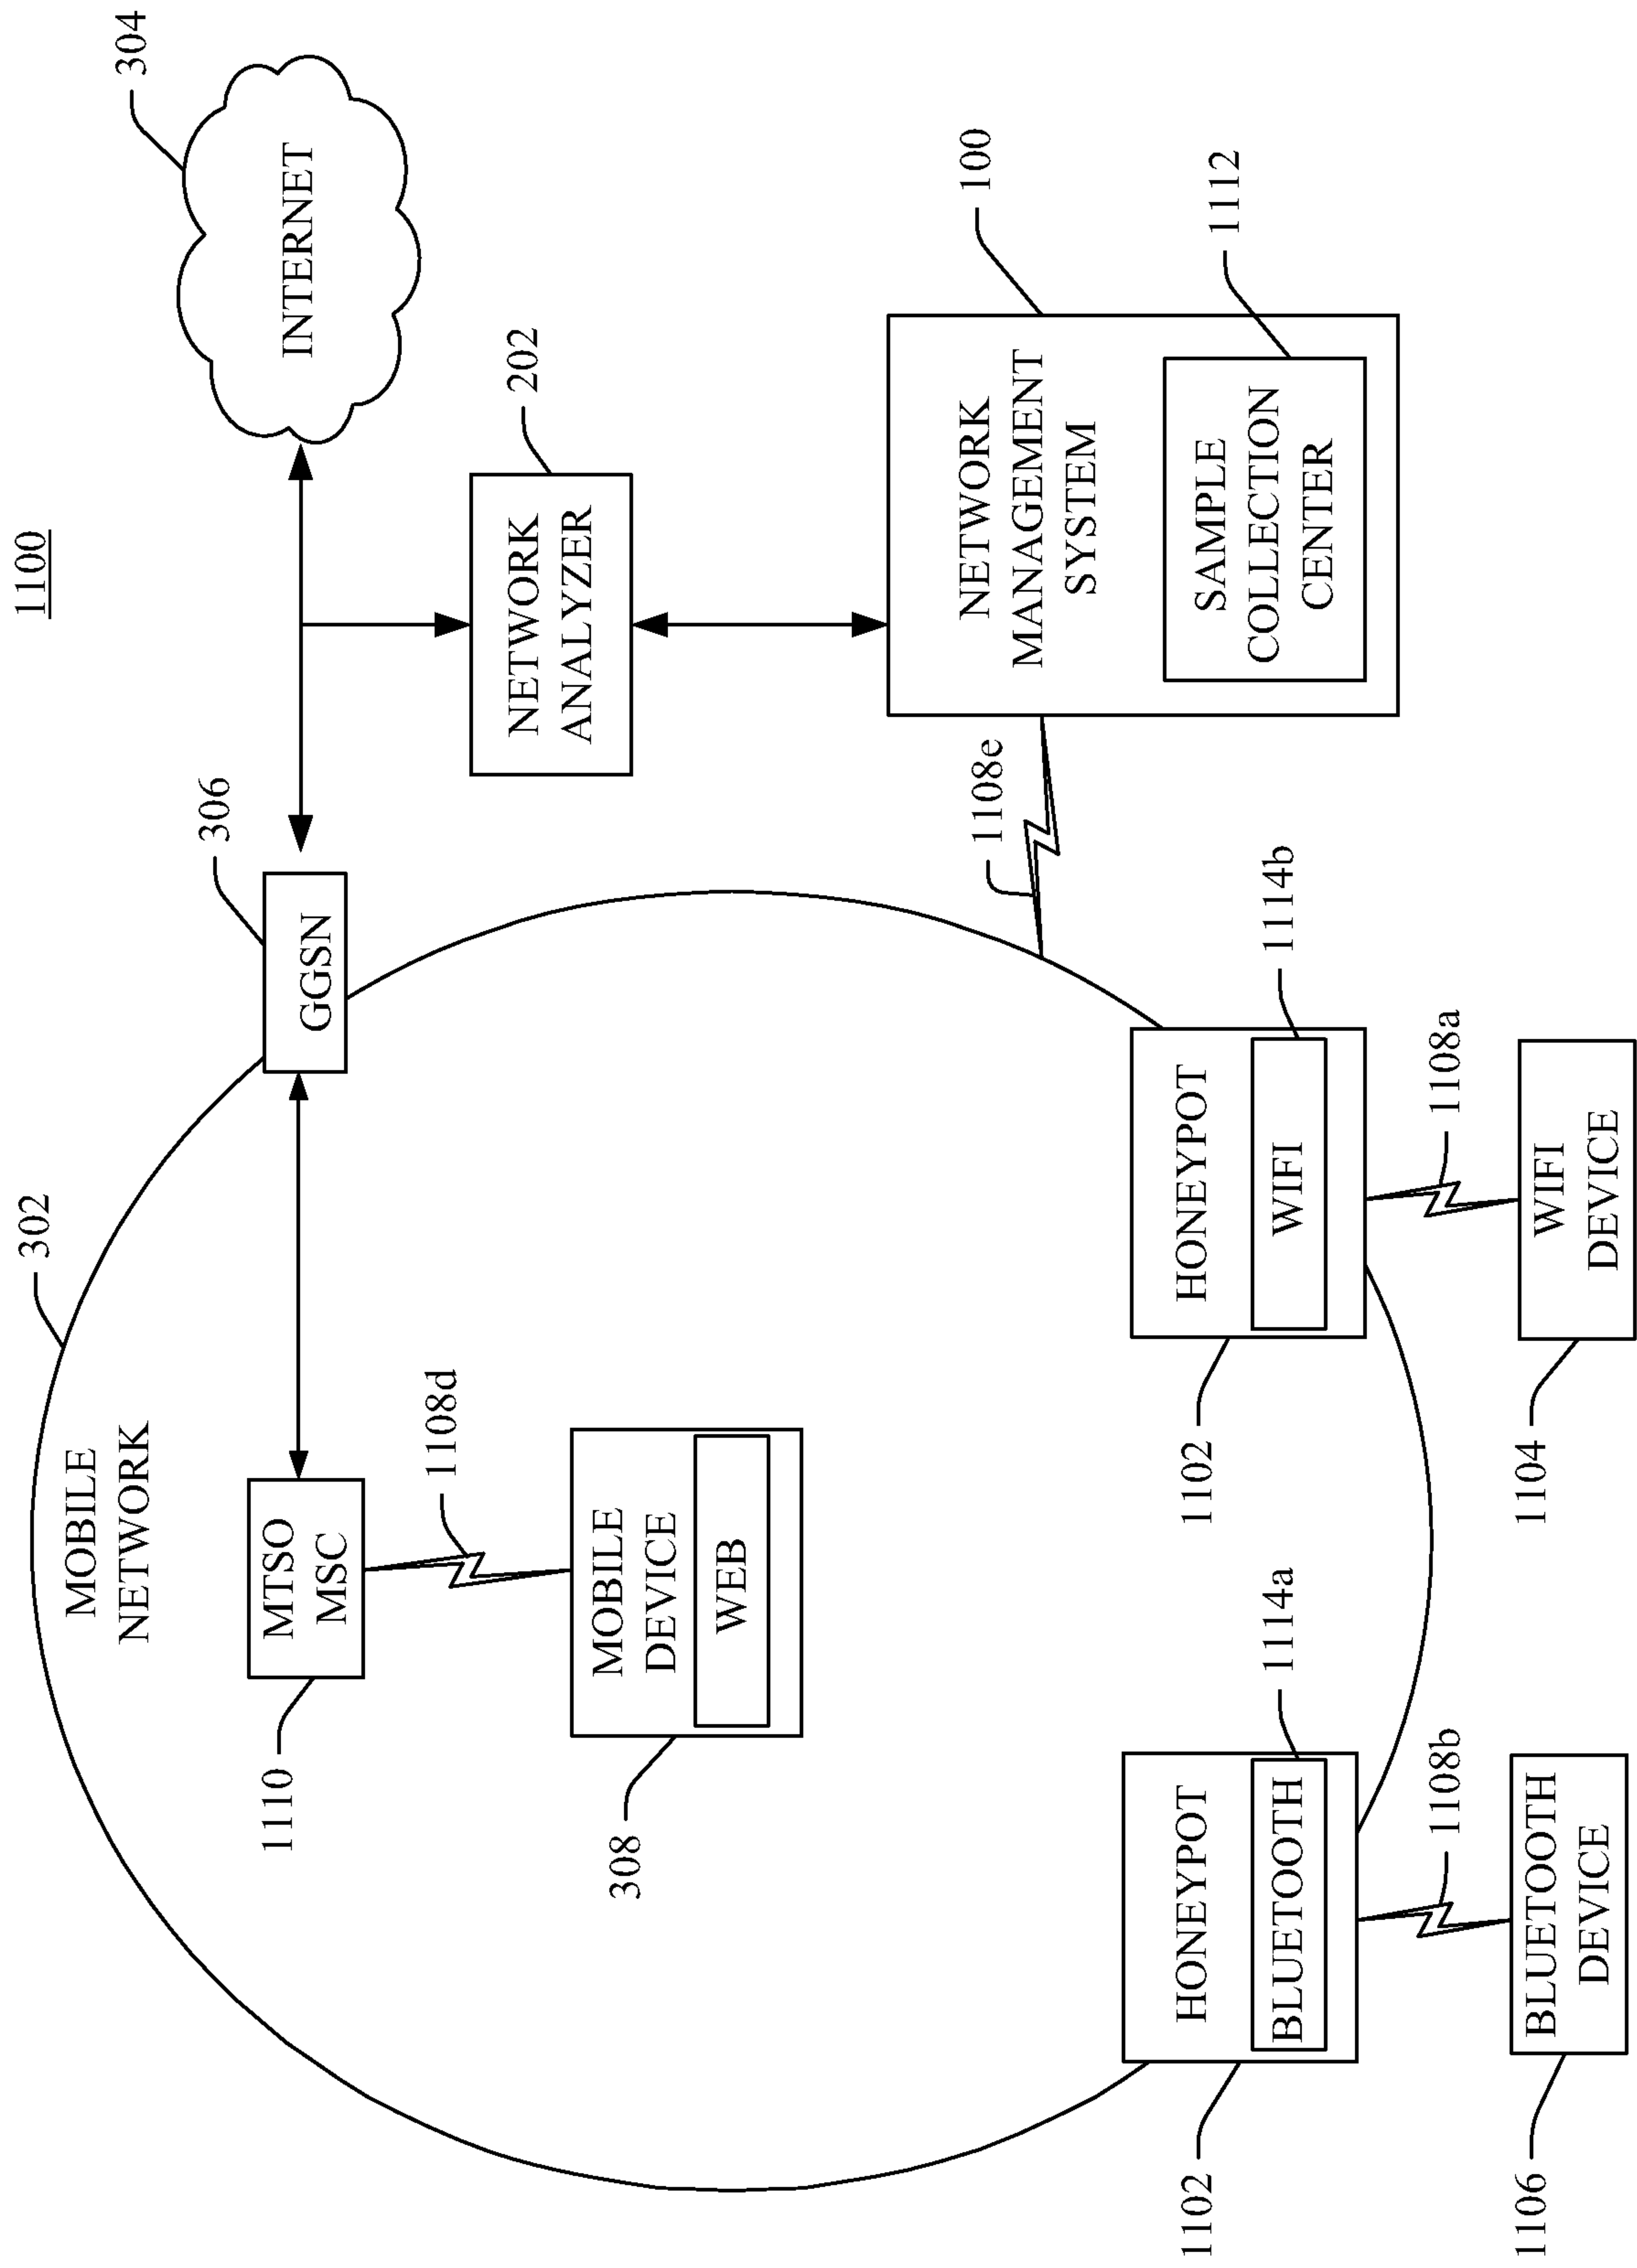 1100
302
MOBILE
NETWORK
306
GGSN
304
INTERNET
MTSO
MSC
1110
1108d
MOBILE
DEVICE
WEB
308
202
NETWORK
ANALYZER
100
NETWORK
MANAGEMENT
SYSTEM
1112
SAMPLE
COLLECTION
CENTER
1108e
HONEYPOT
BLUETOOTH
1114a
1102
1108b
BLUETOOTH
DEVICE
1106
HONEYPOT
WIFI
1114b
1102
1108a
WIFI
DEVICE
1104